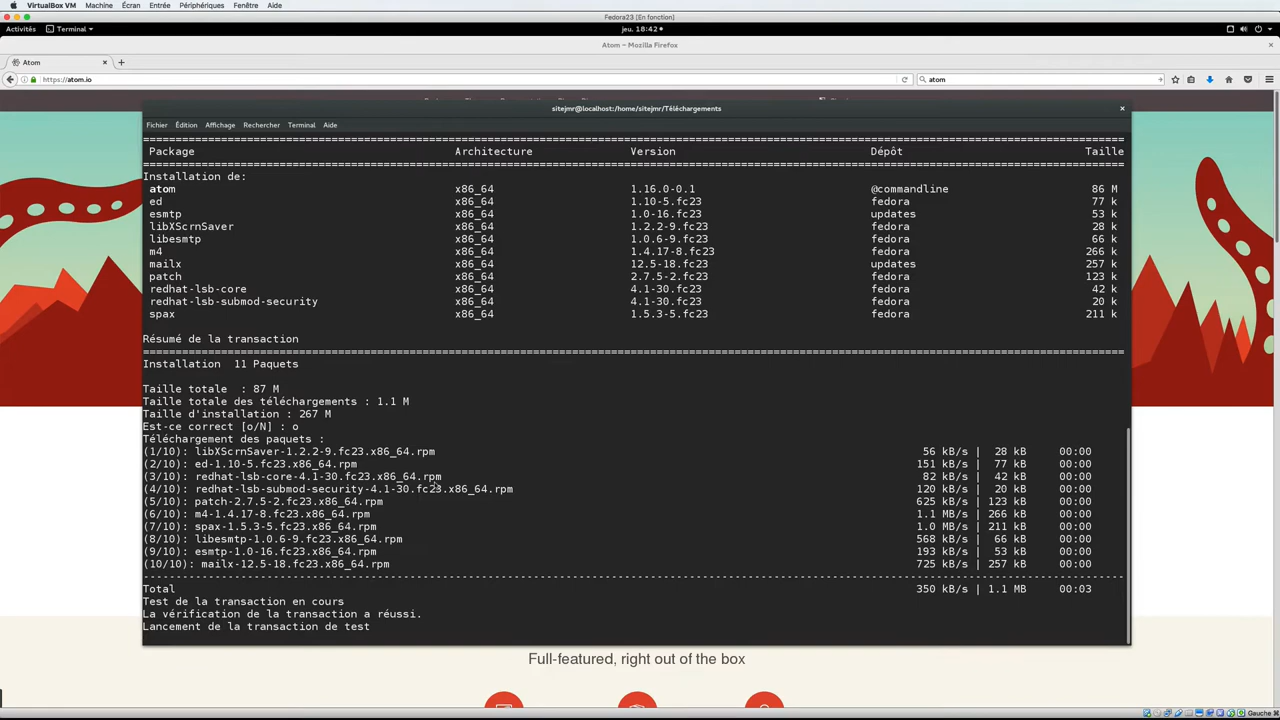 VirtualBox VM Machine Écran Entrée Périphériques Fenêtre Aide
Fedora23 [En fonction]
Activités Terminal jeu. 18:42
Atom – Mozilla Firefox
Atom
https://atom.io atom
sitejmr@localhost:/home/sitejmr/Téléchargements
Fichier Édition Affichage Rechercher Terminal Aide
Package Architecture Version Dépôt Taille
Installation de:
atom x86_64 1.16.0-0.1 @commandline 86 M
ed x86_64 1.10-5.fc23 fedora 77 k
esmtp x86_64 1.0-16.fc23 updates 53 k
libXScrnSaver x86_64 1.2.2-9.fc23 fedora 28 k
libesmtp x86_64 1.0.6-9.fc23 fedora 66 k
m4 x86_64 1.4.17-8.fc23 fedora 266 k
mailx x86_64 12.5-18.fc23 updates 257 k
patch x86_64 2.7.5-2.fc23 fedora 123 k
redhat-lsb-core x86_64 4.1-30.fc23 fedora 42 k
redhat-lsb-submod-security x86_64 4.1-30.fc23 fedora 20 k
spax x86_64 1.5.3-5.fc23 fedora 211 k
Résumé de la transaction
Installation 11 Paquets
Taille totale : 87 M
Taille totale des téléchargements : 1.1 M
Taille d'installation : 267 M
Est-ce correct [o/N] : o
Téléchargement des paquets :
(1/10): libXScrnSaver-1.2.2-9.fc23.x86_64.rpm 56 kB/s | 28 kB 00:00
(2/10): ed-1.10-5.fc23.x86_64.rpm 151 kB/s | 77 kB 00:00
(3/10): redhat-lsb-core-4.1-30.fc23.x86_64.rpm 82 kB/s | 42 kB 00:00
(4/10): redhat-lsb-submod-security-4.1-30.fc23.x86_64.rpm 120 kB/s | 20 kB 00:00
(5/10): patch-2.7.5-2.fc23.x86_64.rpm 625 kB/s | 123 kB 00:00
(6/10): m4-1.4.17-8.fc23.x86_64.rpm 1.1 MB/s | 266 kB 00:00
(7/10): spax-1.5.3-5.fc23.x86_64.rpm 1.0 MB/s | 211 kB 00:00
(8/10): libesmtp-1.0.6-9.fc23.x86_64.rpm 568 kB/s | 66 kB 00:00
(9/10): esmtp-1.0-16.fc23.x86_64.rpm 193 kB/s | 53 kB 00:00
(10/10): mailx-12.5-18.fc23.x86_64.rpm 725 kB/s | 257 kB 00:00
Total 350 kB/s | 1.1 MB 00:03
Test de la transaction en cours
La vérification de la transaction a réussi.
Lancement de la transaction de test
Full-featured, right out of the box
Gauche ⌘